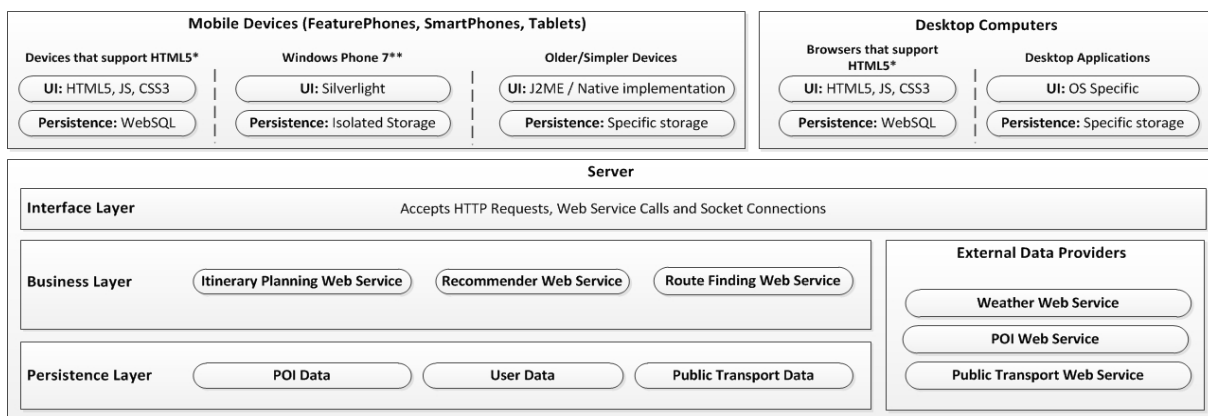 Mobile Devices (FeaturePhones, SmartPhones, Tablets)
Devices that support HTML5*
UI: HTML5, JS, CSS3
Persistence: WebSQL
Windows Phone 7**
UI: Silverlight
Persistence: Isolated Storage
Older/Simpler Devices
UI: J2ME / Native implementation
Persistence: Specific storage
Desktop Computers
Browsers that support
HTML5*
UI: HTML5, JS, CSS3
Persistence: WebSQL
Desktop Applications
UI: OS Specific
Persistence: Specific storage
Server
Interface Layer
Accepts HTTP Requests, Web Service Calls and Socket Connections
Business Layer
Itinerary Planning Web Service
Recommender Web Service
Route Finding Web Service
Persistence Layer
POI Data
User Data
Public Transport Data
External Data Providers
Weather Web Service
POI Web Service
Public Transport Web Service